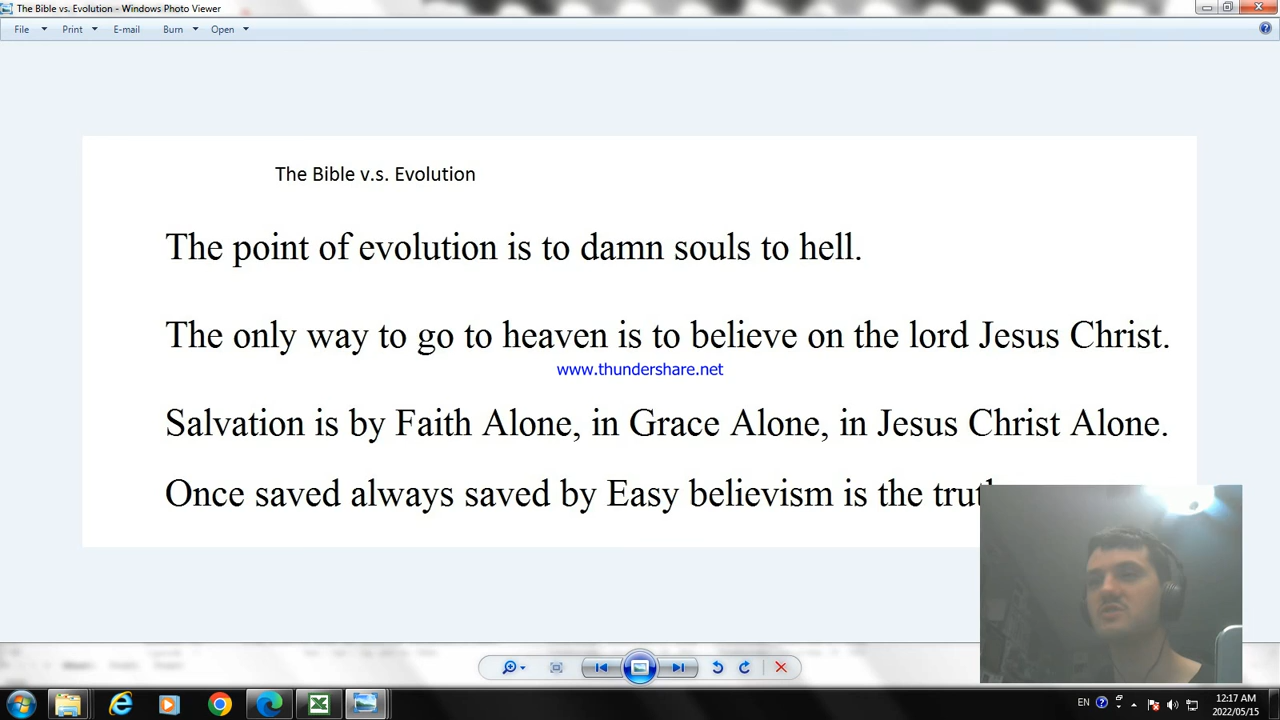 The Bible vs. Evolution - Windows Photo Viewer
File Print E-mail Burn Open
The Bible v.s. Evolution
The point of evolution is to damn souls to hell.
The only way to go to heaven is to believe on the lord Jesus Christ.
www.thundershare.net
Salvation is by Faith Alone, in Grace Alone, in Jesus Christ Alone.
Once saved always saved by Easy believism is the truth
EN 12:17 AM
2022/05/15